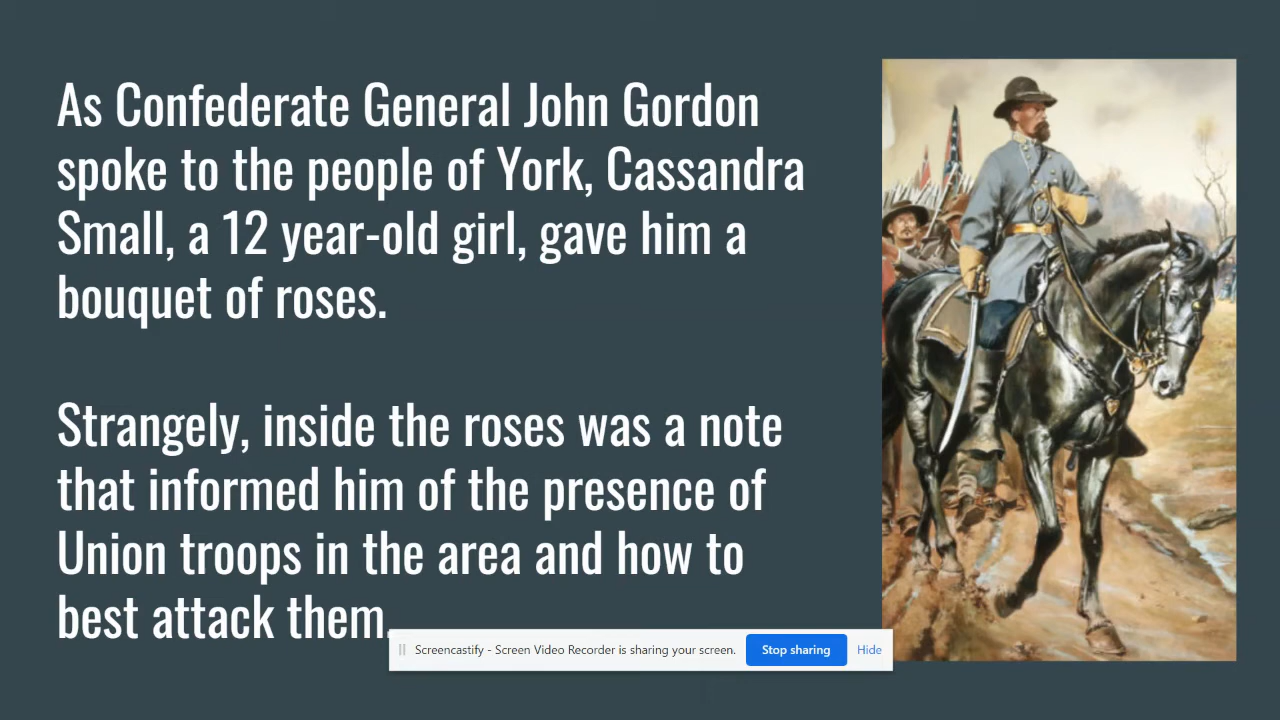 As Confederate General John Gordon
spoke to the people of York, Cassandra
Small, a 12 year-old girl, gave him a
bouquet of roses.
Strangely, inside the roses was a note
that informed him of the presence of
Union troops in the area and how to
best attack them.
Screencastify - Screen Video Recorder is sharing your screen. Stop sharing Hide